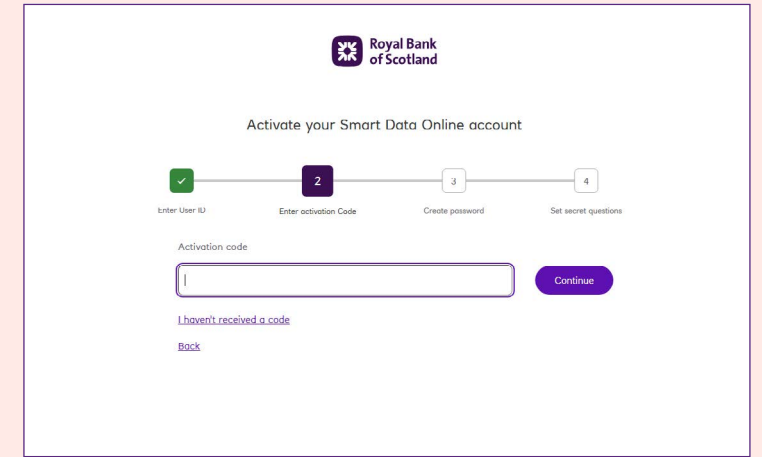 Royal Bank
of Scotland
Activate your Smart Data Online account
2
3
4
Enter User ID
Enter activation Code
Create password
Set secret questions
Activation code
Continue
I haven't received a code
Back